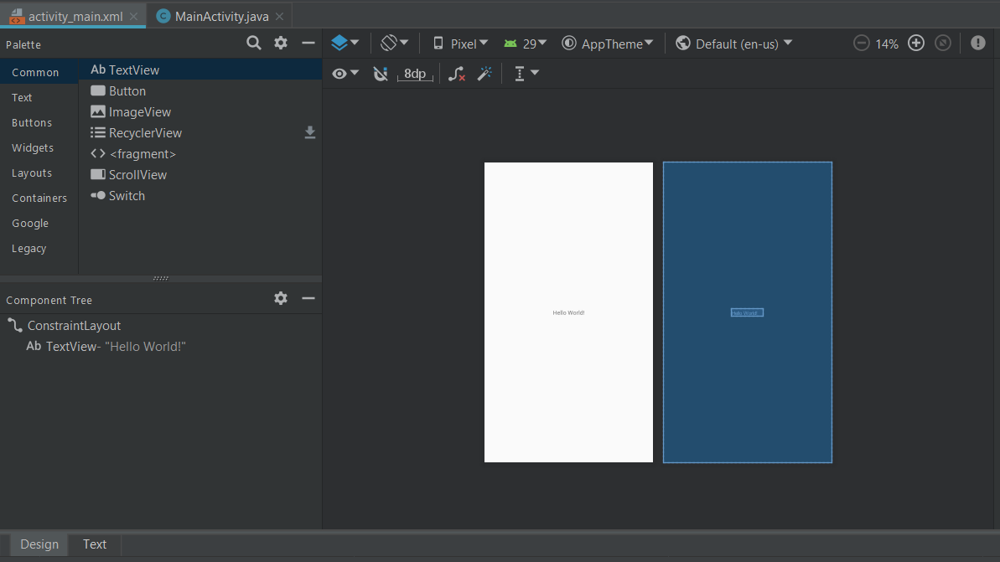 activity_main.xml
MainActivity.java
Palette
Pixel
29
AppTheme
Default (en-us)
14%
8dp
Common
Text
Buttons
Widgets
Layouts
Containers
Google
Legacy
Ab TextView
Button
ImageView
RecyclerView
<fragment>
ScrollView
Switch
Component Tree
ConstraintLayout
Ab TextView- "Hello World!"
Hello World!
Hello World!
Design
Text